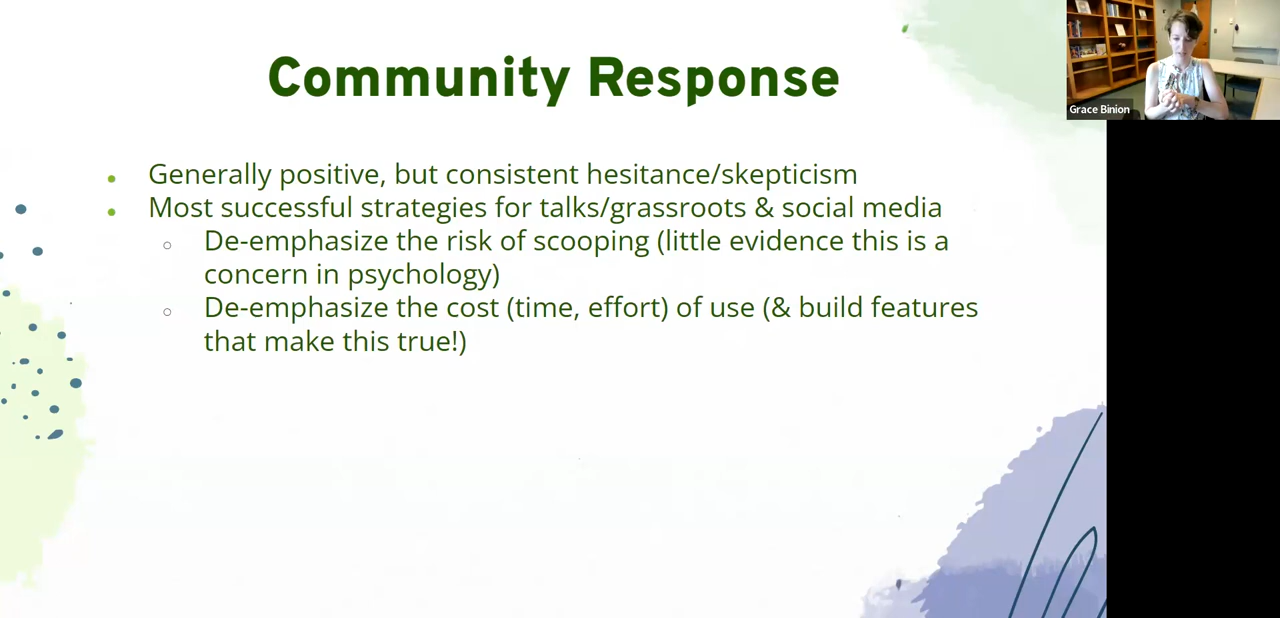 Community Response
Grace Binion
Generally positive, but consistent hesitance/skepticism
Most successful strategies for talks/grassroots & social media
De-emphasize the risk of scooping (little evidence this is a
concern in psychology)
De-emphasize the cost (time, effort) of use (& build features
that make this true!)